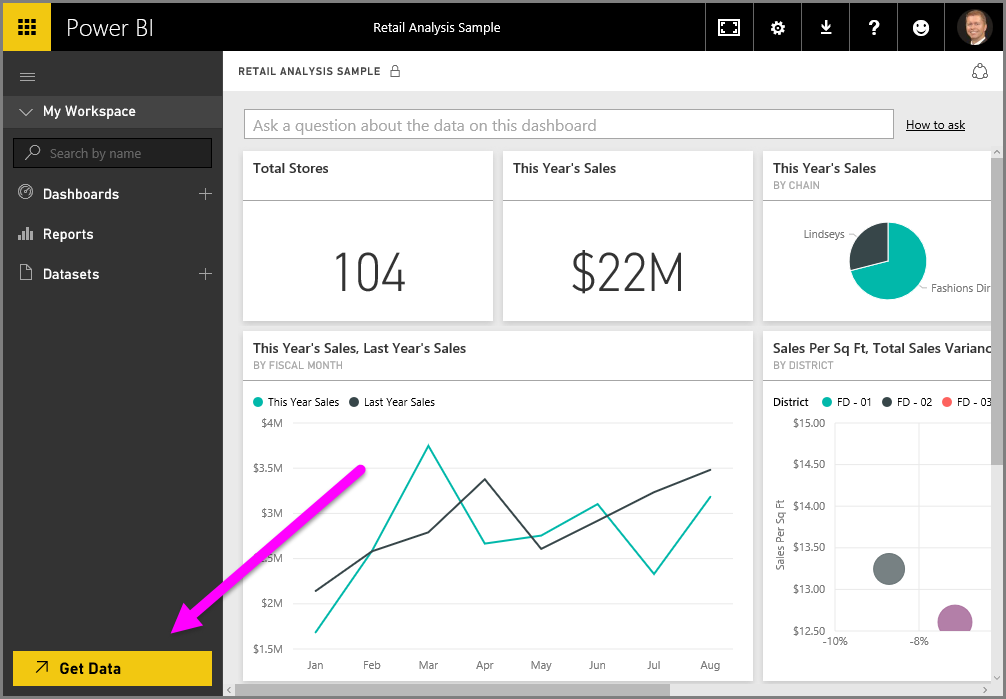 Power BI
Retail Analysis Sample
?
RETAIL ANALYSIS SAMPLE
My Workspace
Search by name
Dashboards
Reports
Datasets
Get Data
Ask a question about the data on this dashboard
How to ask
Total Stores
104
This Year's Sales
$22M
This Year's Sales
BY CHAIN
Lindseys
Fashions Dir
This Year's Sales, Last Year's Sales
BY FISCAL MONTH
This Year Sales Last Year Sales
$4M
$3.5M
$3M
.5M
$2M
$1.5M
Jan Feb Mar Apr May Jun Jul Aug
Sales Per Sq Ft, Total Sales Varianc
BY DISTRICT
District FD - 01 FD - 02 FD - 03
Sales Per Sq Ft
$15.00
$14.50
$14.00
$13.50
$13.00
$12.50
-10% -8%